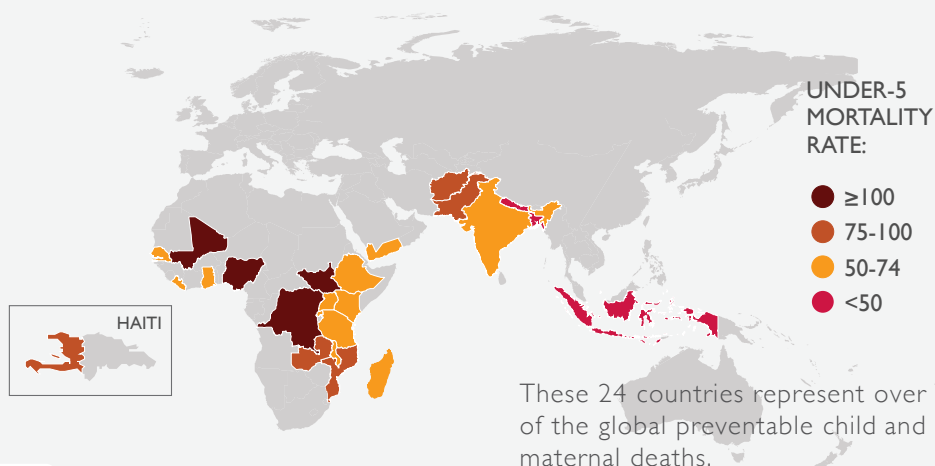 UNDER-5
MORTALITY
RATE:
≥100
75-100
50-74
<50
HAITI
These 24 countries represent over
of the global preventable child and
maternal deaths.